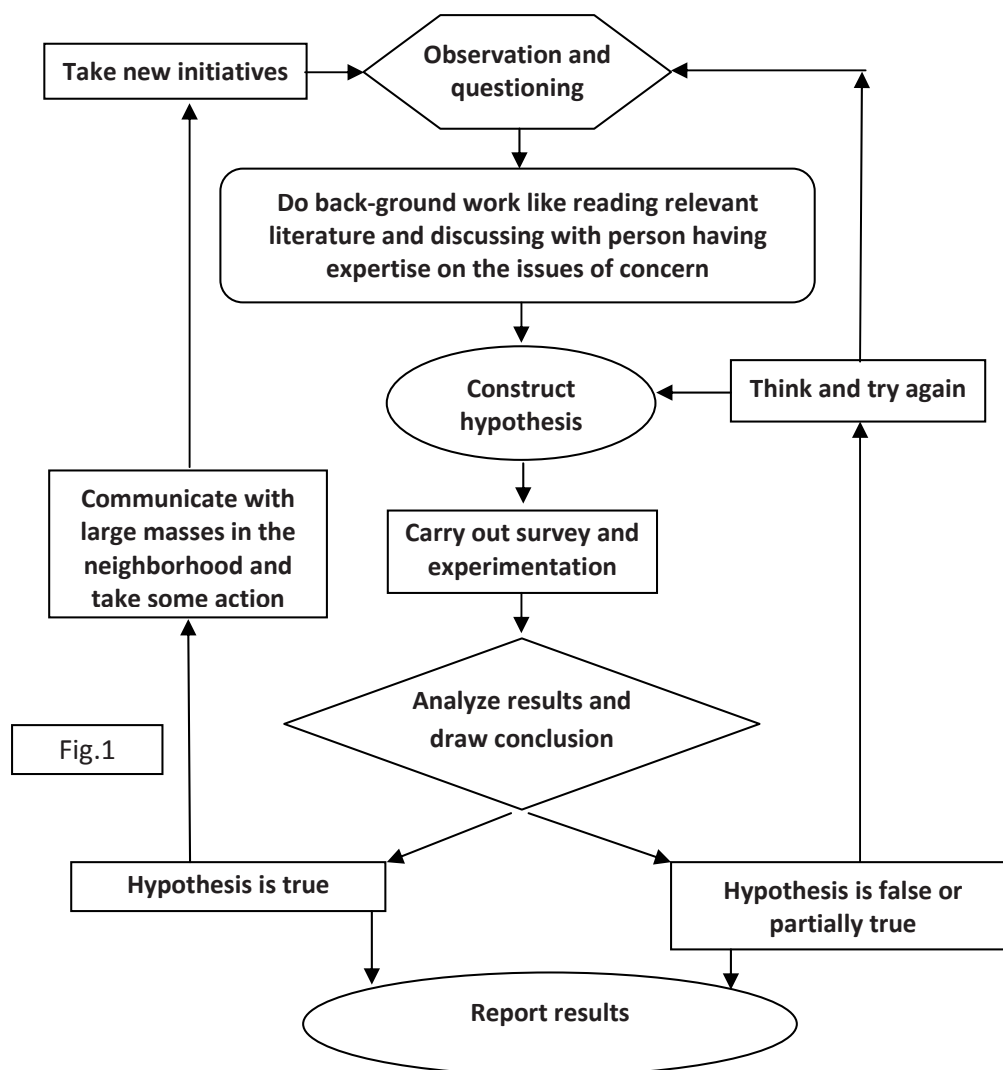 Take new initiatives
Observation and
questioning
Do back-ground work like reading relevant
literature and discussing with person having
expertise on the issues of concern
Construct
hypothesis
Think and try again
Communicate with
large masses in the
neighborhood and
take some action
Carry out survey and
experimentation
Analyze results and
draw conclusion
Fig.1
Hypothesis is true
Hypothesis is false or
partially true
Report results